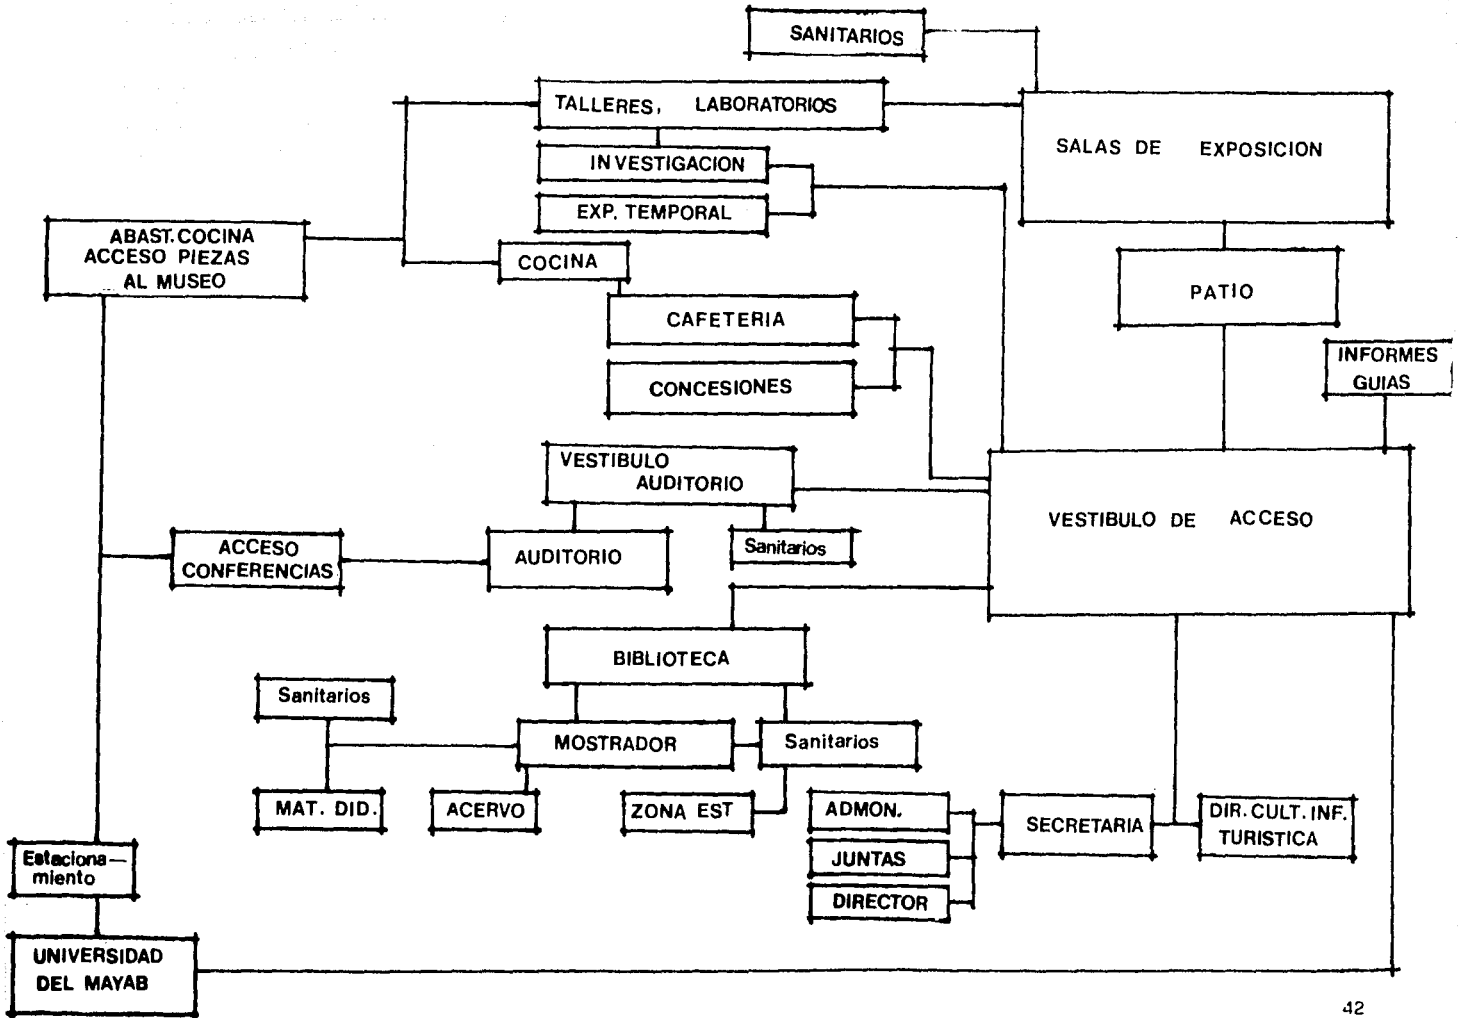 SANITARIOS
TALLERES, LABORATORIOS
SALAS DE EXPOSICION
INVESTIGACION
EXP. TEMPORAL
ABAST. COCINA
ACCESO PIEZAS
AL MUSEO
COCINA
PATIO
CAFETERIA
INFORMES
GUIAS
CONCESIONES
VESTIBULO
AUDITORIO
VESTIBULO DE ACCESO
ACCESO
CONFERENCIAS
AUDITORIO
Sanitarios
BIBLIOTECA
Sanitarios
MOSTRADOR
Sanitarios
MAT. DID.
ACERVO
ZONA EST
ADMON.
SECRETARIA
DIR. CULT. INF.
TURISTICA
JUNTAS
DIRECTOR
Estaciona—
miento
UNIVERSIDAD
DEL MAYAB
42